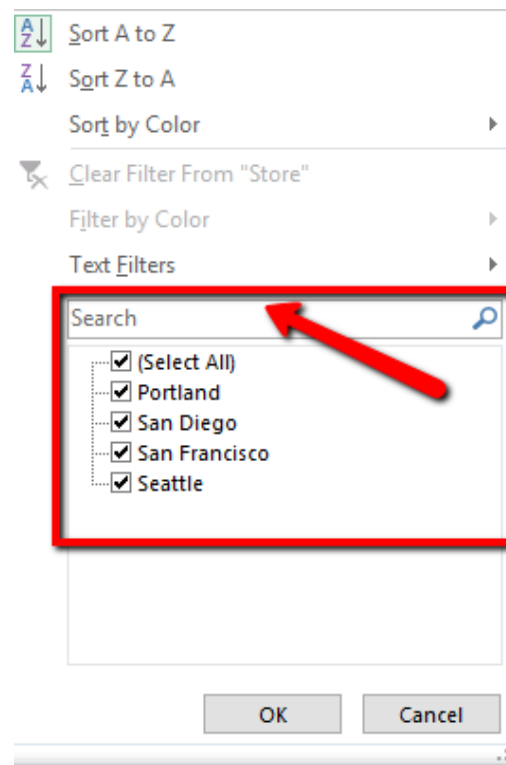 Sort A to Z
Sort Z to A
Sort by Color
Clear Filter From "Store"
Filter by Color
Text Filters
Search
(Select All)
Portland
San Diego
San Francisco
Seattle
OK Cancel